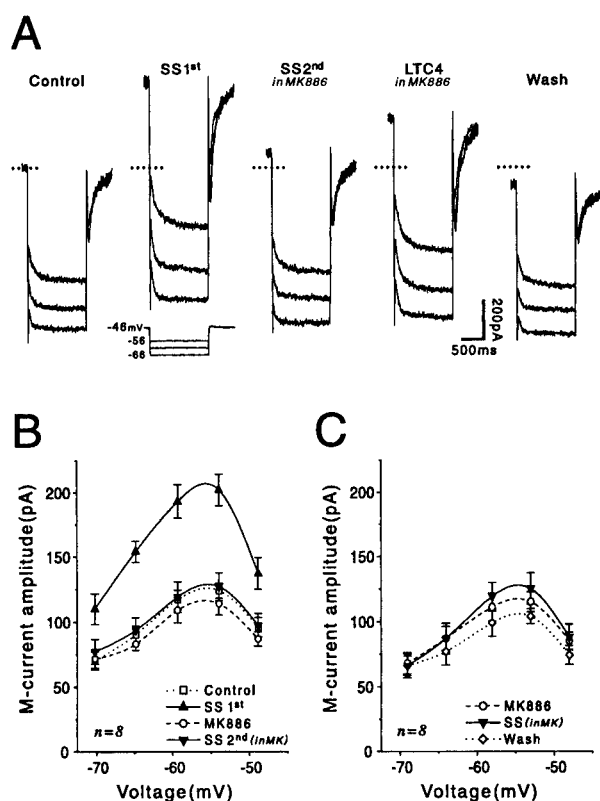 A
Control
SS1st
SS2nd
in MK886
LTC4
in MK886
Wash
-46mV
-56
-66
200pA
500ms
B
M-current amplitude(pA)
200
150
100
50
0
-70
-60
-50
Voltage(mV)
n=8
Control
SS 1st
MK886
SS 2nd (inMK)
C
M-current amplitude(pA)
200
150
100
50
0
-70
-60
-50
Voltage(mV)
n=8
MK886
SS(inMK)
Wash